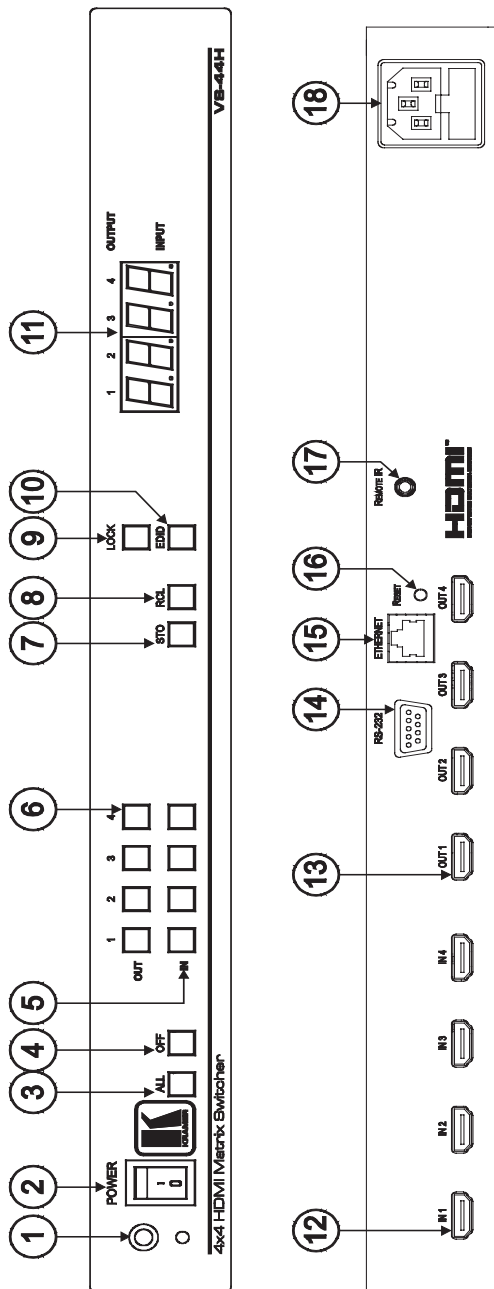 1 2 3 4 5 6 7 8 9 10 11
POWER
1
0
KRAMER
ALL OFF
1 2 3 4
OUT
IN
STO RCL
LOCK
EDID
1 2 3 4
OUTPUT
INPUT
4x4 HDMI Matrix Switcher
VS-44H
12 13 14 15 16 17 18
RS-232
ETHERNET
RESET
REMOTE IR
IN 1 IN 2 IN 3 IN 4 OUT 1 OUT 2 OUT 3 OUT 4
HDMI